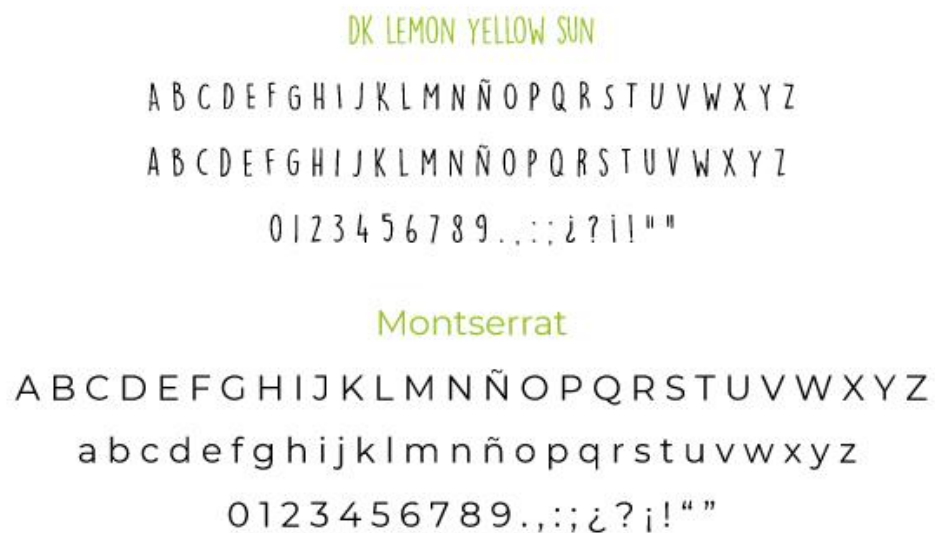 DK LEMON YELLOW SUN
A B C D E F G H I J K L M N Ñ O P Q R S T U V W X Y Z
A B C D E F G H I J K L M N Ñ O P Q R S T U V W X Y Z
0 1 2 3 4 5 6 7 8 9 . , : ; ¿ ? ¡ ! " "
Montserrat
A B C D E F G H I J K L M N Ñ O P Q R S T U V W X Y Z
a b c d e f g h i j k l m n ñ o p q r s t u v w x y z
0 1 2 3 4 5 6 7 8 9 . , : ; ¿ ? ¡ ! “ ”